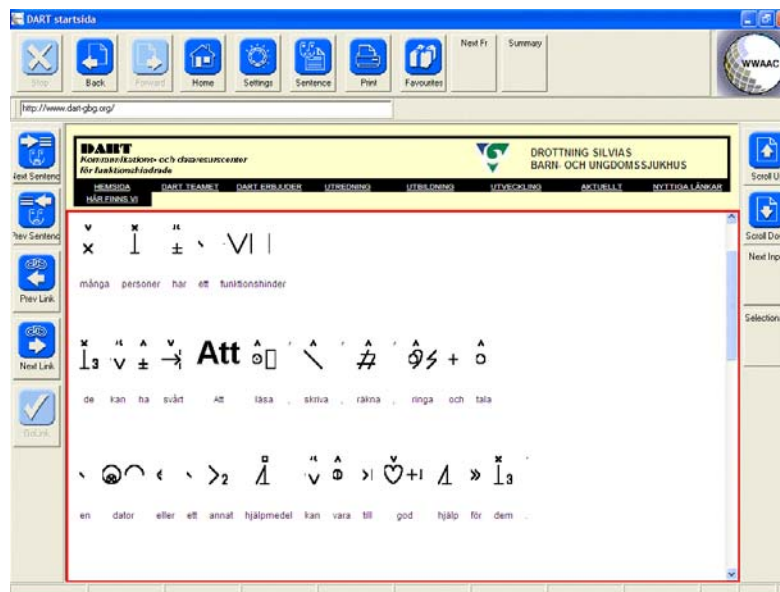 DART startsida
Stop Back Forward Home Settings Sentence Print Favourites Next Fr Summary WWAAC
http://www.dart-gbg.org/
Next Sentenc
Prev Sentenc
Prev Link
Next Link
GoLink
DART
Kommunikations- och dataresurscenter
för funktionshindrade
DROTTNING SILVIAS
BARN- OCH UNGDOMSSJUKHUS
HEMSIDA DART TEAMET DART ERBJUDER UTREDNING UTBILDNING UTVECKLING AKTUELLT NYTTIGA LÄNKAR
HÄR FINNS VI
många personer har ett funktionshinder
Att
de kan ha svårt Att läsa , skriva , räkna , ringa och tala
en dator eller ett annat hjälpmedel kan vara till god hjälp för dem .
Scroll U
Scroll Do
Next Inp
Selection